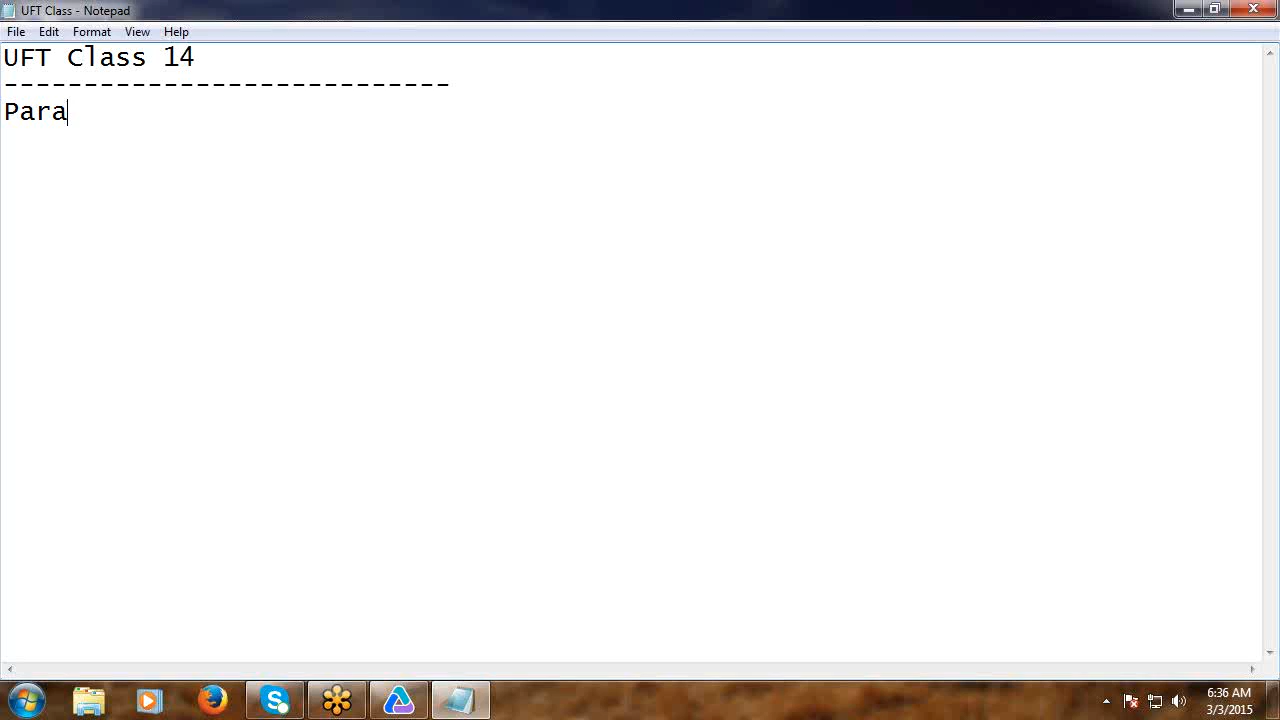 UFT Class - Notepad
File Edit Format View Help
UFT Class 14
----------------------------
Para
6:36 AM
3/3/2015